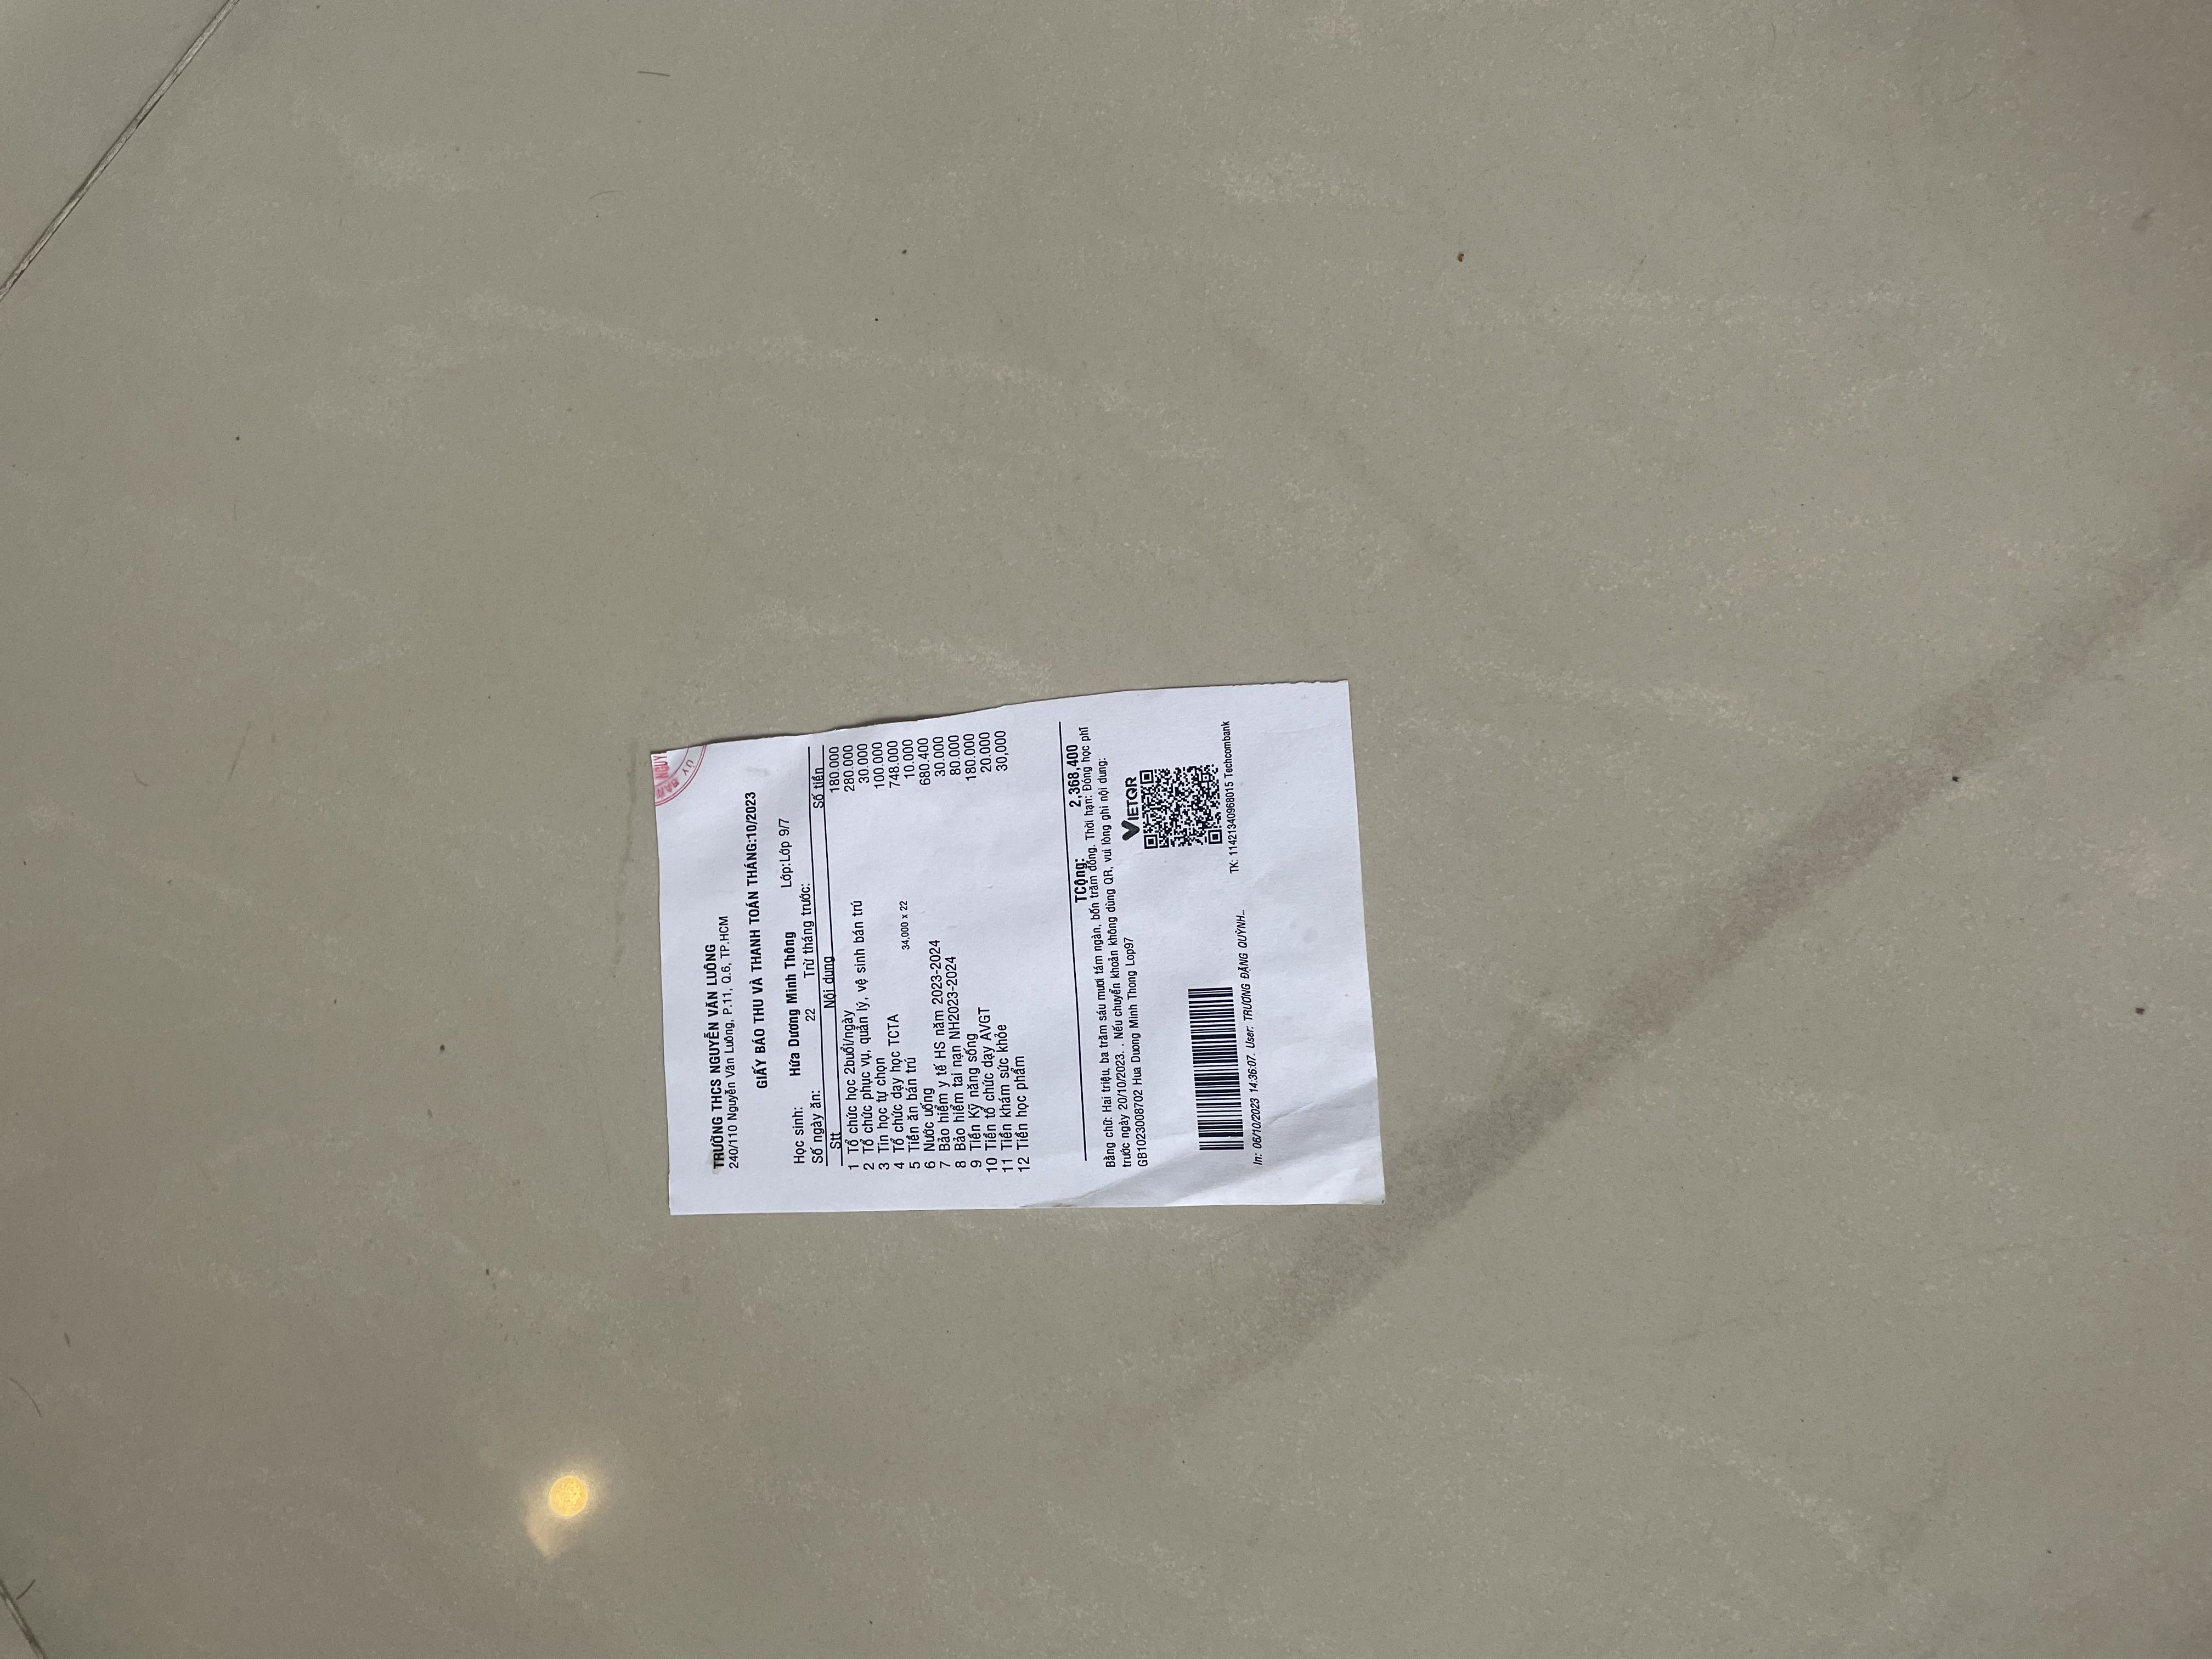 ỦY BAN
NGUY
TRƯỜNG THCS NGUYỄN VĂN LUÔNG
240/110 Nguyễn Văn Luông, P.11, Q.6, TP.HCM
GIẤY BÁO THU VÀ THANH TOÁN THÁNG:10/2023
Học sinh: Hứa Dương Minh Thông Lớp:Lớp 9/7
Số ngày ăn: 22 Trừ tháng trước:
Stt Nội dung Số tiền
1 Tổ chức học 2buổi/ngày 180.000
2 Tổ chức phục vụ, quản lý, vệ sinh bán trú 280.000
3 Tin học tự chọn 30.000
4 Tổ chức dạy học TCTA 100.000
5 Tiền ăn bán trú 34,000 x 22 748.000
6 Nước uống 10.000
7 Bảo hiểm y tế HS năm 2023-2024 680.400
8 Bảo hiểm tai nạn NH2023-2024 30.000
9 Tiền Kỹ năng sống 80.000
10 Tiền tổ chức dạy AVGT 180.000
11 Tiền khám sức khỏe 20.000
12 Tiền học phẩm 30,000
TCộng: 2,368,400
Bằng chữ: Hai triệu, ba trăm sáu mươi tám ngàn, bốn trăm đồng. Thời hạn: Đóng học phĩ
trước ngày 20/10/2023. . Nếu chuyển khoản không dùng QR, vui lòng ghi nội dung:
GB1023008702 Hua Duong Minh Thong Lop97
VIETQR
TK: 11421340968015 Techcombank
In: 06/10/2023 14:36:07. User: TRƯƠNG ĐẶNG QUỲNH...